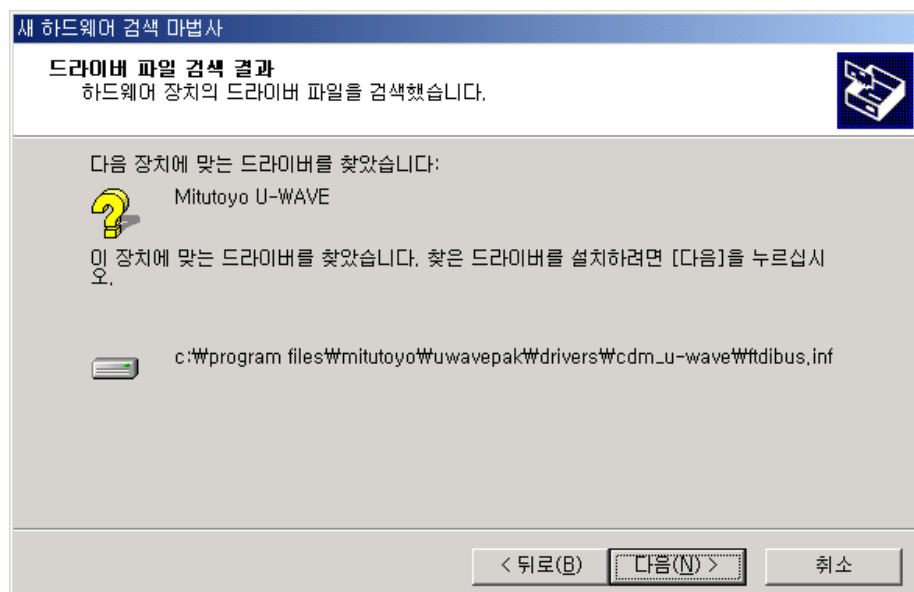 새 하드웨어 검색 마법사
드라이버 파일 검색 결과
하드웨어 장치의 드라이버 파일을 검색했습니다.
다음 장치에 맞는 드라이버를 찾았습니다:
Mitutoyo U-WAVE
이 장치에 맞는 드라이버를 찾았습니다. 찾은 드라이버를 설치하려면 [다음]을 누르십시
오.
c:₩program files₩mitutoyo₩uwavepak₩drivers₩cdm_u-wave₩ftdibus.inf
< 뒤로(B) 다음(N) > 취소